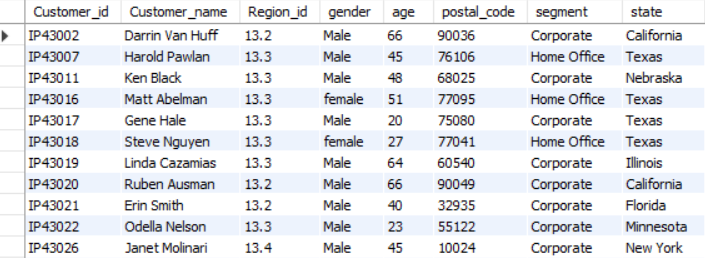 Customer_id Customer_name Region_id gender age postal_code segment state
IP43002 Darrin Van Huff 13.2 Male 66 90036 Corporate California
IP43007 Harold Pawlan 13.3 Male 45 76106 Home Office Texas
IP43011 Ken Black 13.3 Male 48 68025 Corporate Nebraska
IP43016 Matt Abelman 13.3 female 51 77095 Home Office Texas
IP43017 Gene Hale 13.3 Male 20 75080 Corporate Texas
IP43018 Steve Nguyen 13.3 female 27 77041 Home Office Texas
IP43019 Linda Cazamias 13.3 Male 64 60540 Corporate Illinois
IP43020 Ruben Ausman 13.2 Male 66 90049 Corporate California
IP43021 Erin Smith 13.2 Male 40 32935 Corporate Florida
IP43022 Odella Nelson 13.3 Male 23 55122 Corporate Minnesota
IP43026 Janet Molinari 13.4 Male 45 10024 Corporate New York